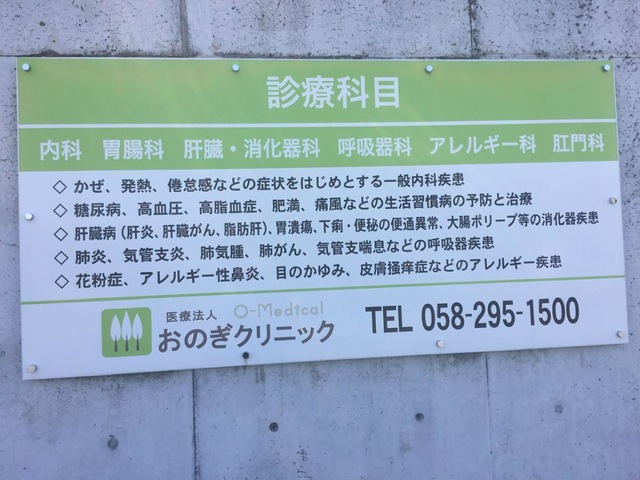 診療科目
内科 胃腸科 肝臓・消化器科 呼吸器科 アレルギー科 肛門科
◇ かぜ、発熱、倦怠感などの症状をはじめとする一般内科疾患
◇ 糖尿病、高血圧、高脂血症、肥満、痛風などの生活習慣病の予防と治療
◇ 肝臓病(肝炎、肝臓がん、脂肪肝)、胃潰瘍、下痢・便秘の便通異常、大腸ポリープ等の消化器疾患
◇ 肺炎、気管支炎、肺気腫、肺がん、気管支喘息などの呼吸器疾患
◇ 花粉症、アレルギー性鼻炎、目のかゆみ、皮膚掻痒症などのアレルギー疾患
医療法人 O-Medical
おのぎクリニック
TEL 058-295-1500